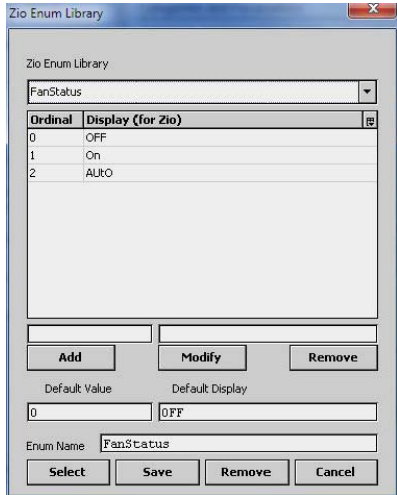 Zio Enum Library
Zio Enum Library
FanStatus
Ordinal Display (for Zio)
0 OFF
1 On
2 AUtO
Add Modify Remove
Default Value Default Display
0 OFF
Enum Name FanStatus
Select Save Remove Cancel